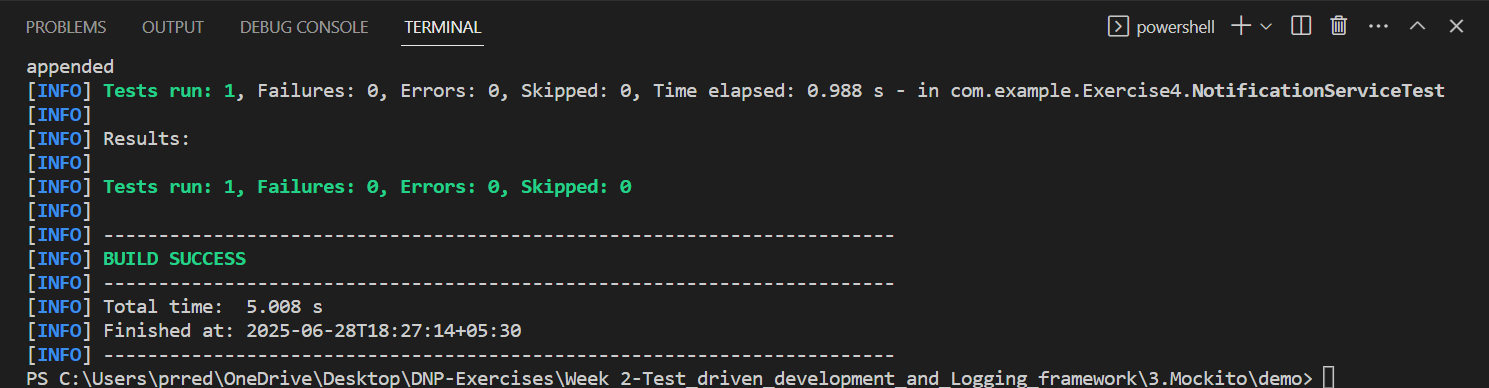 PROBLEMS OUTPUT DEBUG CONSOLE TERMINAL powershell
appended
[INFO] Tests run: 1, Failures: 0, Errors: 0, Skipped: 0, Time elapsed: 0.988 s - in com.example.Exercise4.NotificationServiceTest
[INFO]
[INFO] Results:
[INFO]
[INFO] Tests run: 1, Failures: 0, Errors: 0, Skipped: 0
[INFO]
[INFO] ------------------------------------------------------------------------
[INFO] BUILD SUCCESS
[INFO] ------------------------------------------------------------------------
[INFO] Total time:  5.008 s
[INFO] Finished at: 2025-06-28T18:27:14+05:30
[INFO] ------------------------------------------------------------------------
PS C:\Users\prred\OneDrive\Desktop\DNP-Exercises\Week 2-Test_driven_development_and_Logging_framework\3.Mockito\demo>